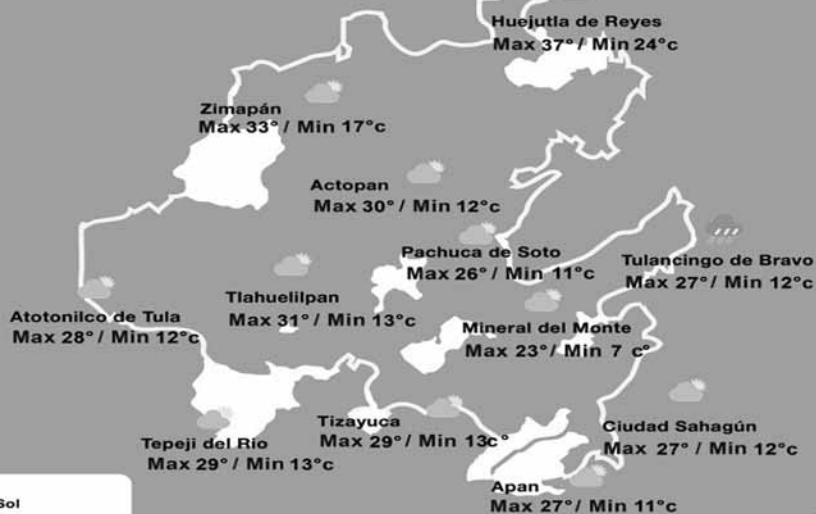 Huejutla de Reyes
Max 37°/ Min 24°c
Zimapán
Max 33°/ Min 17°c
Actopan
Max 30°/ Min 12°c
Pachuca de Soto
Max 26°/ Min 11°c
Tulancingo de Bravo
Max 27°/ Min 12°c
Tlahuelilpan
Max 31°/ Min 13°c
Atotonilco de Tula
Max 28°/ Min 12°c
Mineral del Monte
Max 23°/ Min 7 c°
Tizayuca
Max 29°/ Min 13c°
Ciudad Sahagún
Max 27°/ Min 12°c
Tepeji del Río
Max 29°/ Min 13°c
Apan
Max 27°/ Min 11°c
Sol